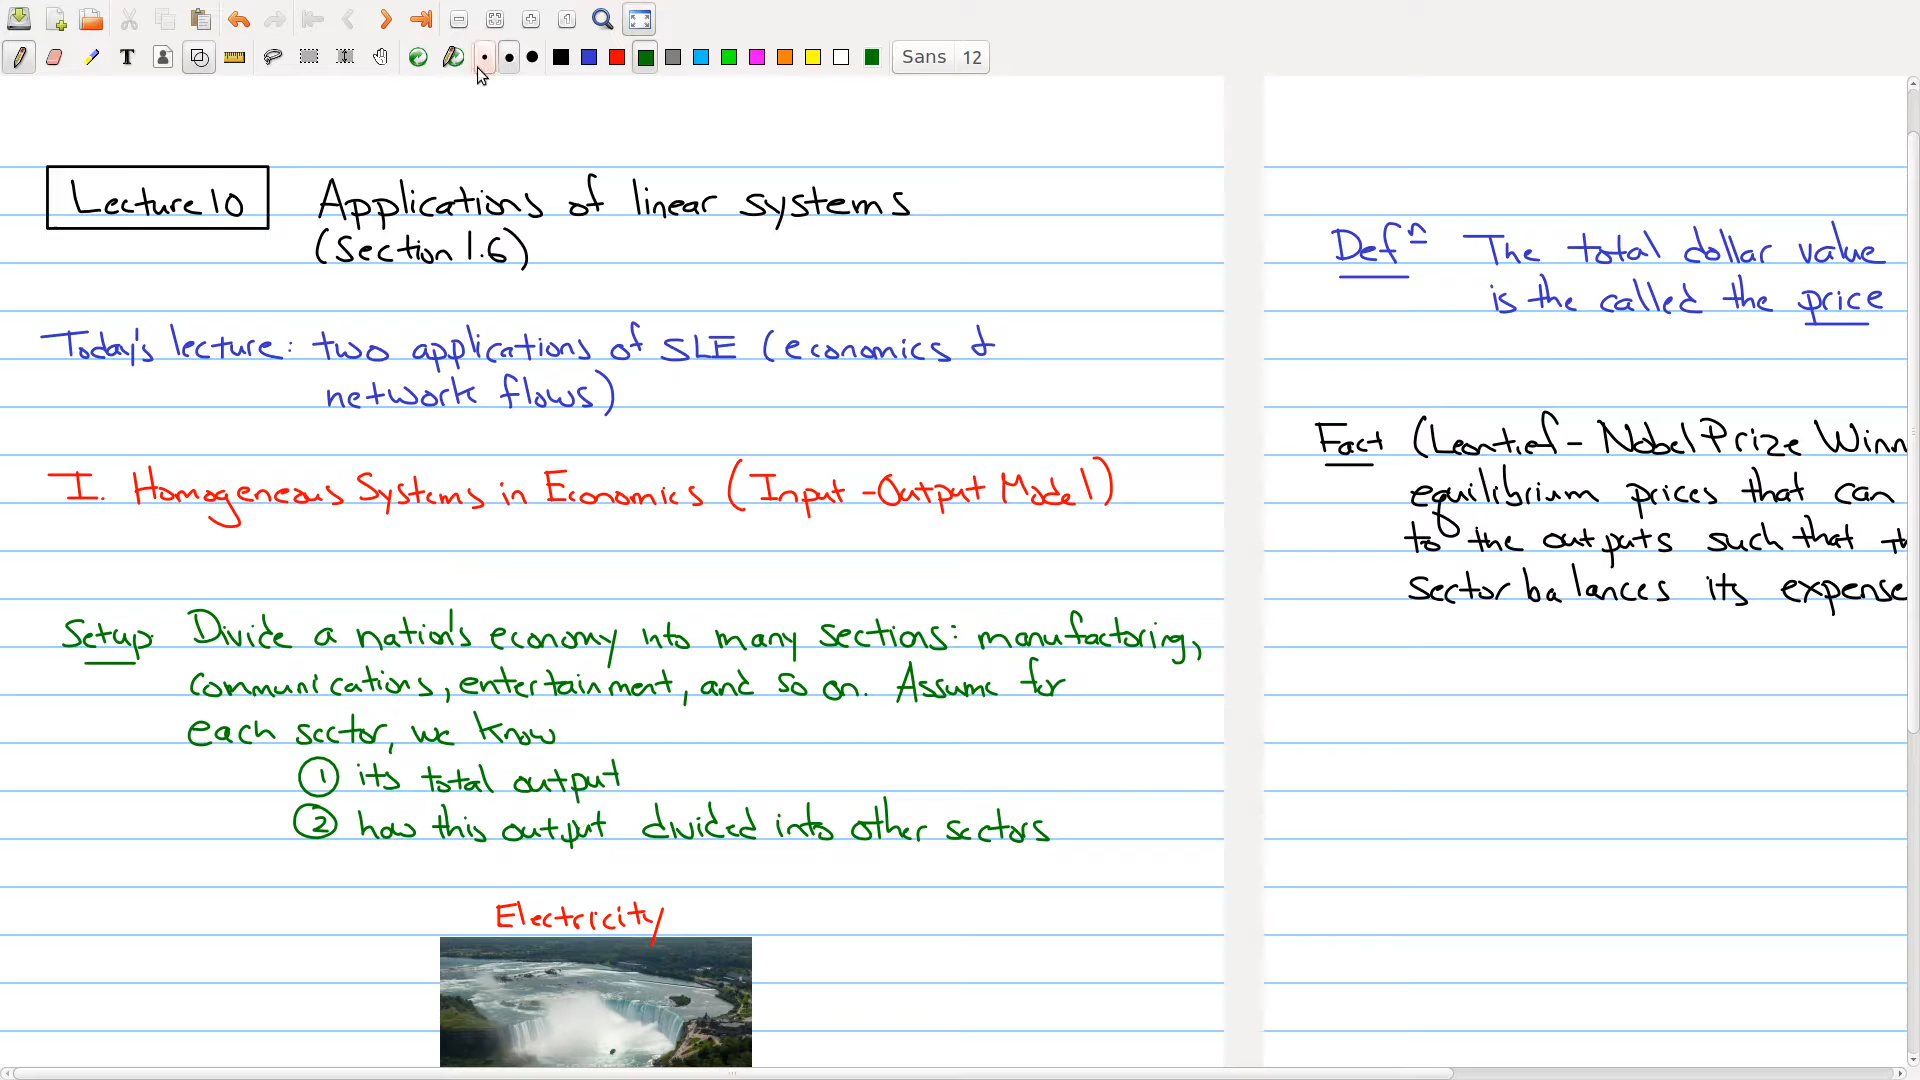 Sans 12
Lecture 10 Applications of linear systems
(Section 1.6)
Today's lecture: two applications of SLE (economics &
network flows)
I. Homogeneous Systems in Economics (Input-Output Model)
Setup: Divide a nation's economy into many sections: manufactoring,
communications, entertainment, and so on. Assume for
each sector, we know
① its total output
② how this output divided into other sectors
Electricity
Defⁿ The total dollar value
is the called the price
Fact (Leontief - Nobel Prize Winn
equilibrium prices that can
to the outputs such that th
sector balances its expense